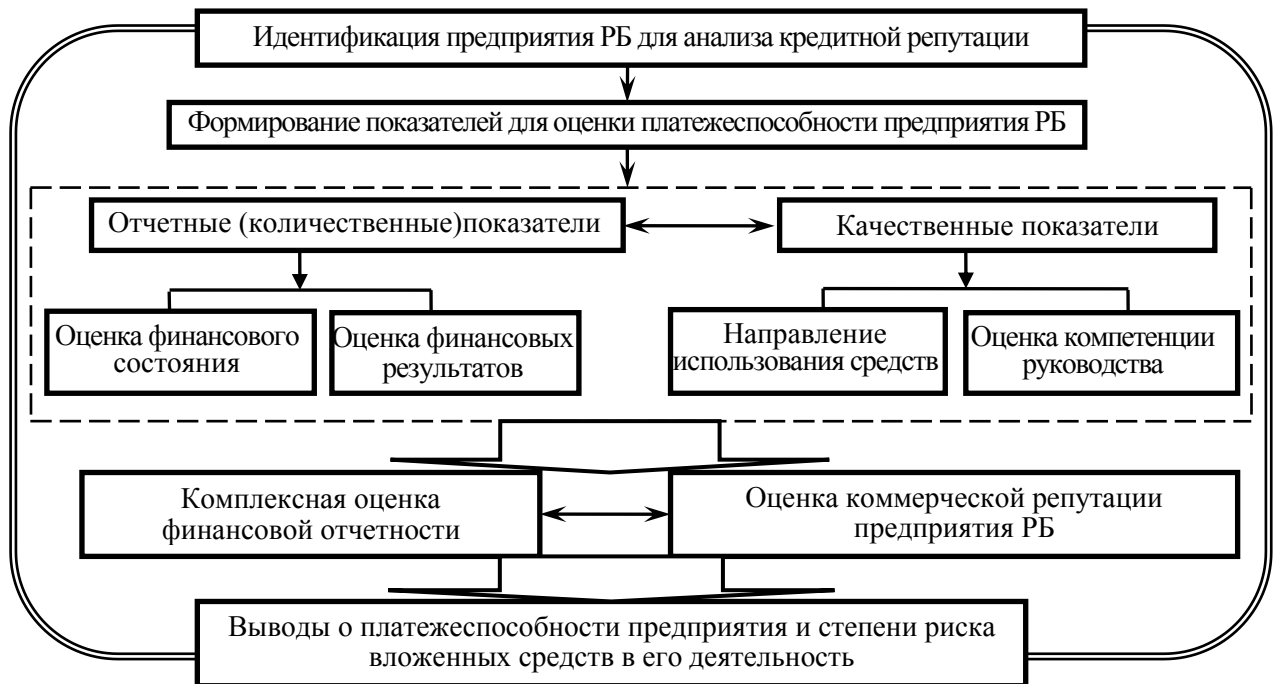 Идентификация предприятия РБ для анализа кредитной репутации
Формирование показателей для оценки платежеспособности предприятия РБ
Отчетные (количественные)показатели
Качественные показатели
Оценка финансового
состояния
Оценка финансовых
результатов
Направление
использования средств
Оценка компетенции
руководства
Комплексная оценка
финансовой отчетности
Оценка коммерческой репутации
предприятия РБ
Выводы о платежеспособности предприятия и степени риска
вложенных средств в его деятельность